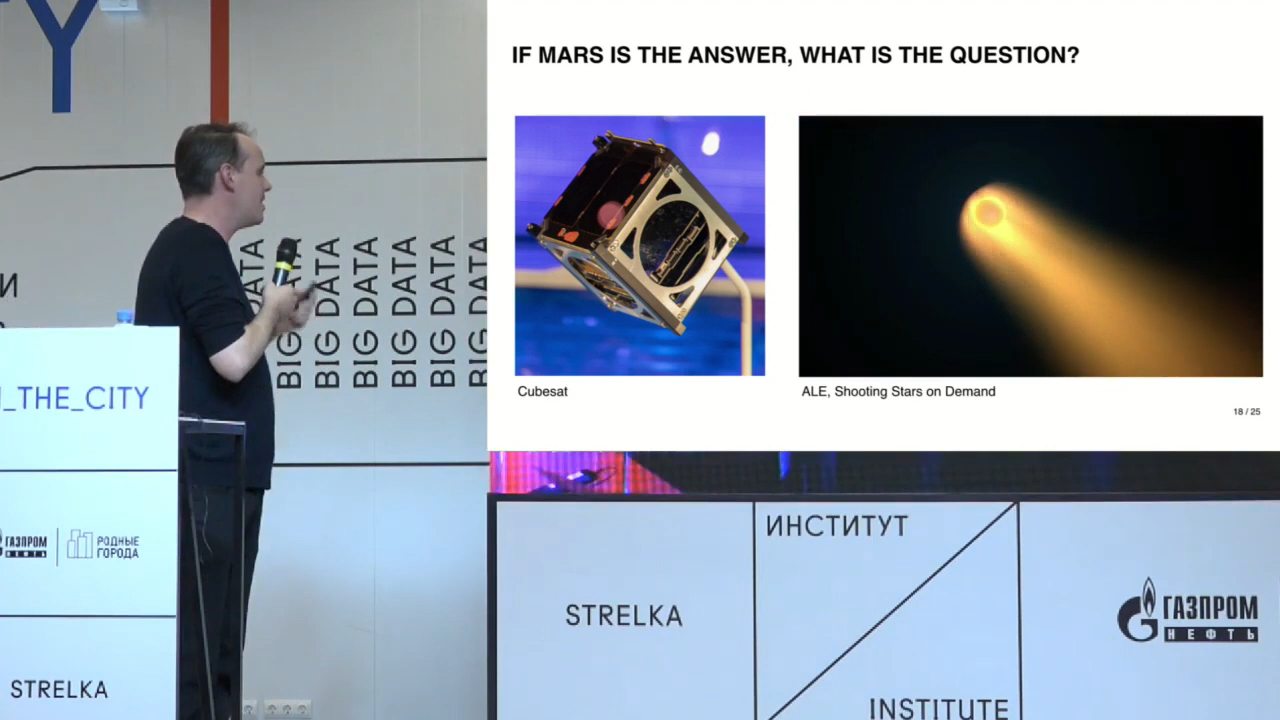 TY
IF MARS IS THE ANSWER, WHAT IS THE QUESTION?
Cubesat
ALE, Shooting Stars on Demand
18 / 25
BIG DATA
BIG DATA
BIG DATA
BIG DATA
BIG DATA
BIG DATA
И
_THE_CITY
ГАЗПРОМ
НЕФТЬ
РОДНЫЕ
ГОРОДА
STRELKA
ИНСТИТУТ
STRELKA
INSTITUTE
ГАЗПРОМ
НЕФТЬ